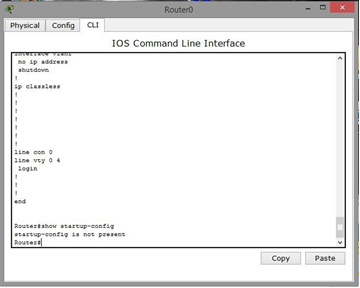 Router0
Physical Config CLI
IOS Command Line Interface
interface Vlan1
no ip address
shutdown
!
ip classless
!
!
!
!
!
!
line con 0
line vty 0 4
login
!
!
!
end
Router#show startup-config
startup-config is not present
Router#
Copy Paste